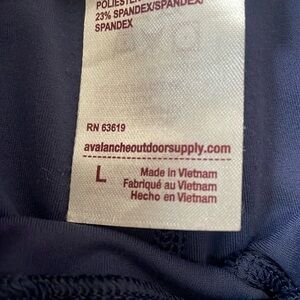 POLIESTER
23% SPANDEX/SPANDEX/
SPANDEX
RN 63619
avalancheoutdoorsupply.com
L
Made in Vietnam
Fabriqué au Vietnam
Hecho en Vietnam